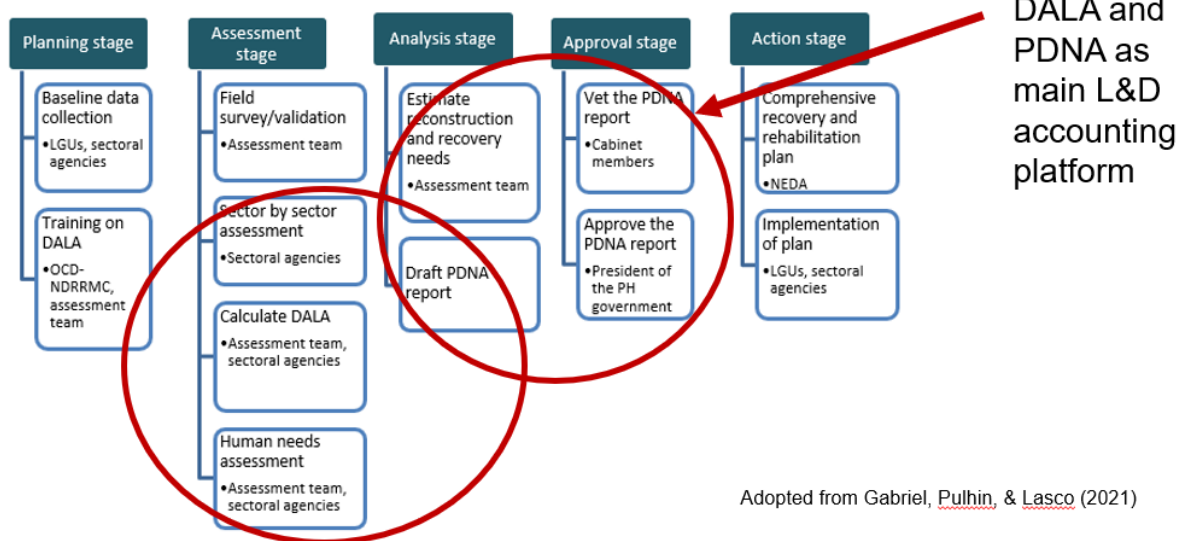 Planning stage
Baseline data
collection
•LGUs, sectoral
agencies
Training on
DALA
•OCD-
NDRRMC,
assessment
team
Assessment
stage
Field
survey/validation
•Assessment team
Sector by sector
assessment
•Sectoral agencies
Calculate DALA
•Assessment team,
sectoral agencies
Human needs
assessment
•Assessment team,
sectoral agencies
Analysis stage
Estimate
reconstruction
and recovery
needs
•Assessment team
Draft PDNA
report
Approval stage
Vet the PDNA
report
•Cabinet
members
Approve the
PDNA report
•President of
the PH
government
Action stage
Comprehensive
recovery and
rehabilitation
plan
•NEDA
Implementation
of plan
•LGUs, sectoral
agencies
DALA and
PDNA as
main L&D
accounting
platform
Adopted from Gabriel, Pulhin, & Lasco (2021)